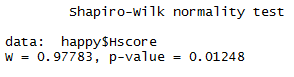 Shapiro-Wilk normality test
data:  happy$Hscore
W = 0.97783, p-value = 0.01248